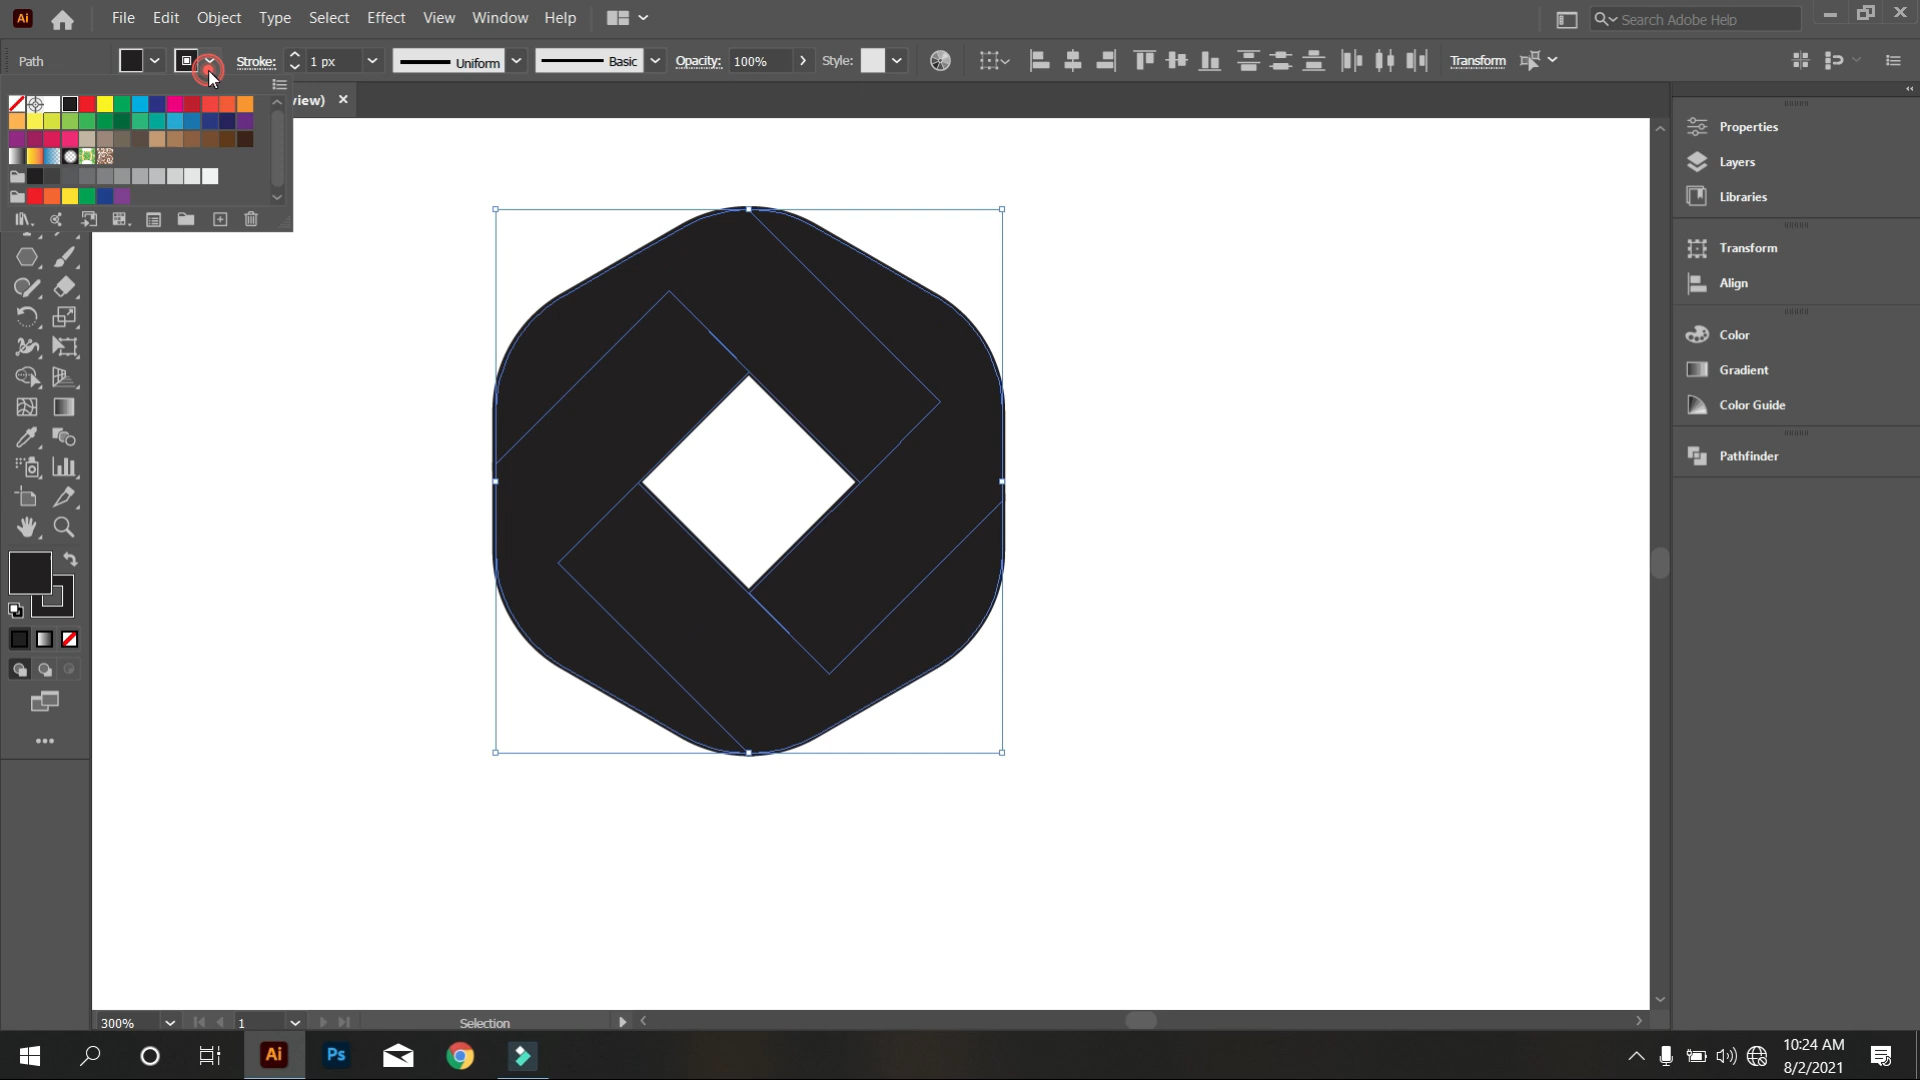 Ai File Edit Object Type Select Effect View Window Help Search Adobe Help
Path Stroke: 1 px Uniform Basic Opacity: 100% Style: Transform
view) ×
Properties
Layers
Libraries
Transform
Align
Color
Gradient
Color Guide
Pathfinder
300% 1 Selection
Ai Ps 10:24 AM
8/2/2021